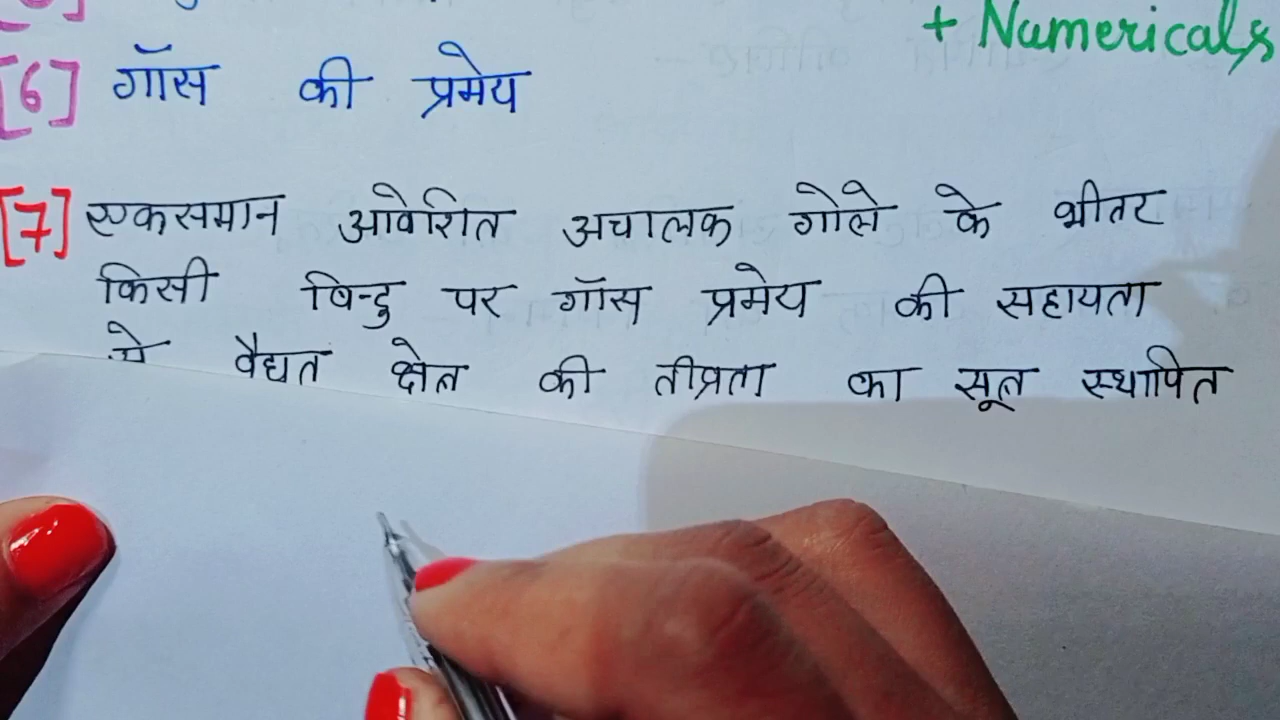 + Numericals
[6] गॉस की प्रमेय
[7] एकसमान आवेशित अचालक गोले के भीतर
किसी बिन्दु पर गॉस प्रमेय की सहायता
से वैद्युत क्षेत्र की तीव्रता का सूत्र स्थापित